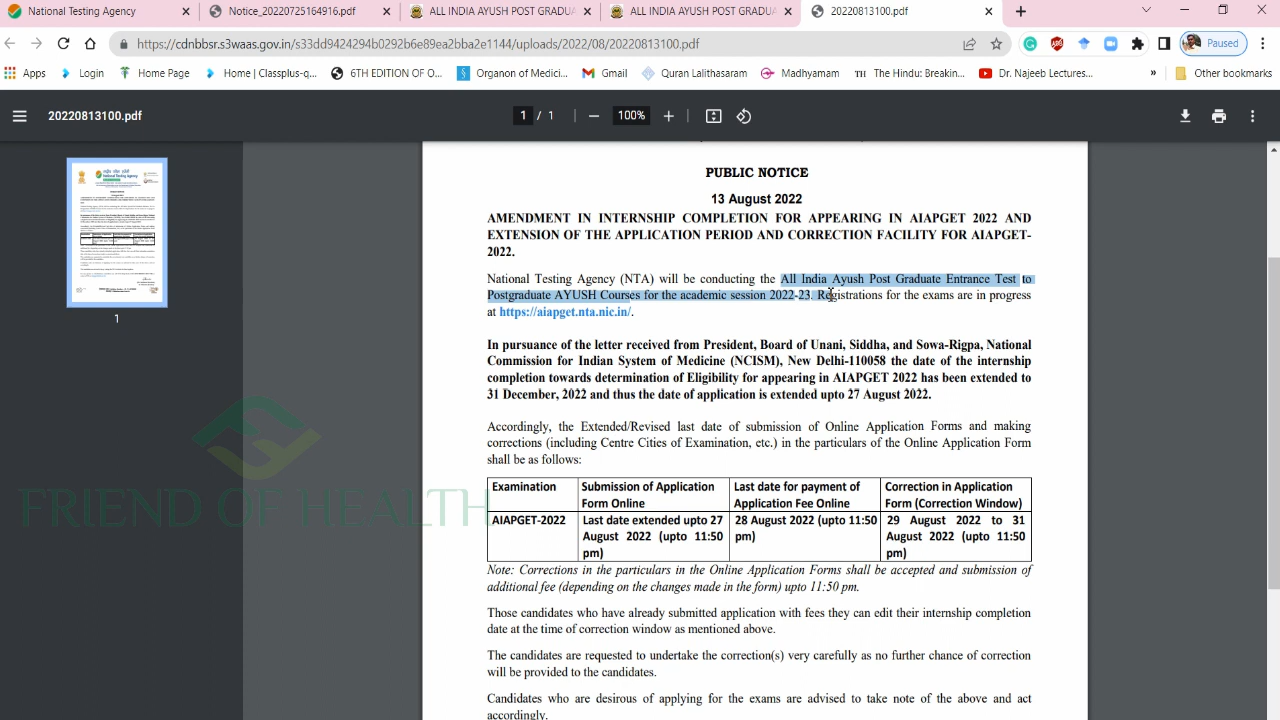 National Testing Agency
Notice_20220725164916.pdf
ALL INDIA AYUSH POST GRADUA
ALL INDIA AYUSH POST GRADUA
20220813100.pdf
https://cdnbbsr.s3waas.gov.in/s33dd424304b0292b6e89ea2bba2e1144/uploads/2022/08/20220813100.pdf
Paused
Apps
Login
Home Page
Home | Classics-q...
6TH EDITION OF O...
Organon of Medici...
Gmail
Quran Lalithasaram
Madhyamam
TH The Hindu: Breakin...
Dr. Najeeb Lectures...
»
Other bookmarks
20220813100.pdf
1 / 1
100%
1
PUBLIC NOTICE
13 August 2022
AMENDMENT IN INTERNSHIP COMPLETION FOR APPEARING IN AIAPGET 2022 AND
EXTENSION OF THE APPLICATION PERIOD AND CORRECTION FACILITY FOR AIAPGET-
2022.
National Testing Agency (NTA) will be conducting the All India Ayush Post Graduate Entrance Test to
Postgraduate AYUSH Courses for the academic session 2022-23. Registrations for the exams are in progress
at https://aiapget.nta.nic.in/.
In pursuance of the letter received from President, Board of Unani, Siddha, and Sowa-Rigpa, National
Commission for Indian System of Medicine (NCISM), New Delhi-110058 the date of the internship
completion towards determination of Eligibility for appearing in AIAPGET 2022 has been extended to
31 December, 2022 and thus the date of application is extended upto 27 August 2022.
Accordingly, the Extended/Revised last date of submission of Online Application Forms and making
corrections (including Centre Cities of Examination, etc.) in the particulars of the Online Application Form
shall be as follows:
Examination
Submission of Application
Form Online
Last date for payment of
Application Fee Online
Correction in Application
Form (Correction Window)
AIAPGET-2022
Last date extended upto 27
August 2022 (upto 11:50
pm)
28 August 2022 (upto 11:50
pm)
29 August 2022 to 31
August 2022 (upto 11:50
pm)
Note: Corrections in the particulars in the Online Application Forms shall be accepted and submission of
additional fee (depending on the changes made in the form) upto 11:50 pm.
Those candidates who have already submitted application with fees they can edit their internship completion
date at the time of correction window as mentioned above.
The candidates are requested to undertake the correction(s) very carefully as no further chance of correction
will be provided to the candidates.
Candidates who are desirous of applying for the exams are advised to take note of the above and act
accordingly.
FRIEND OF HEALTH